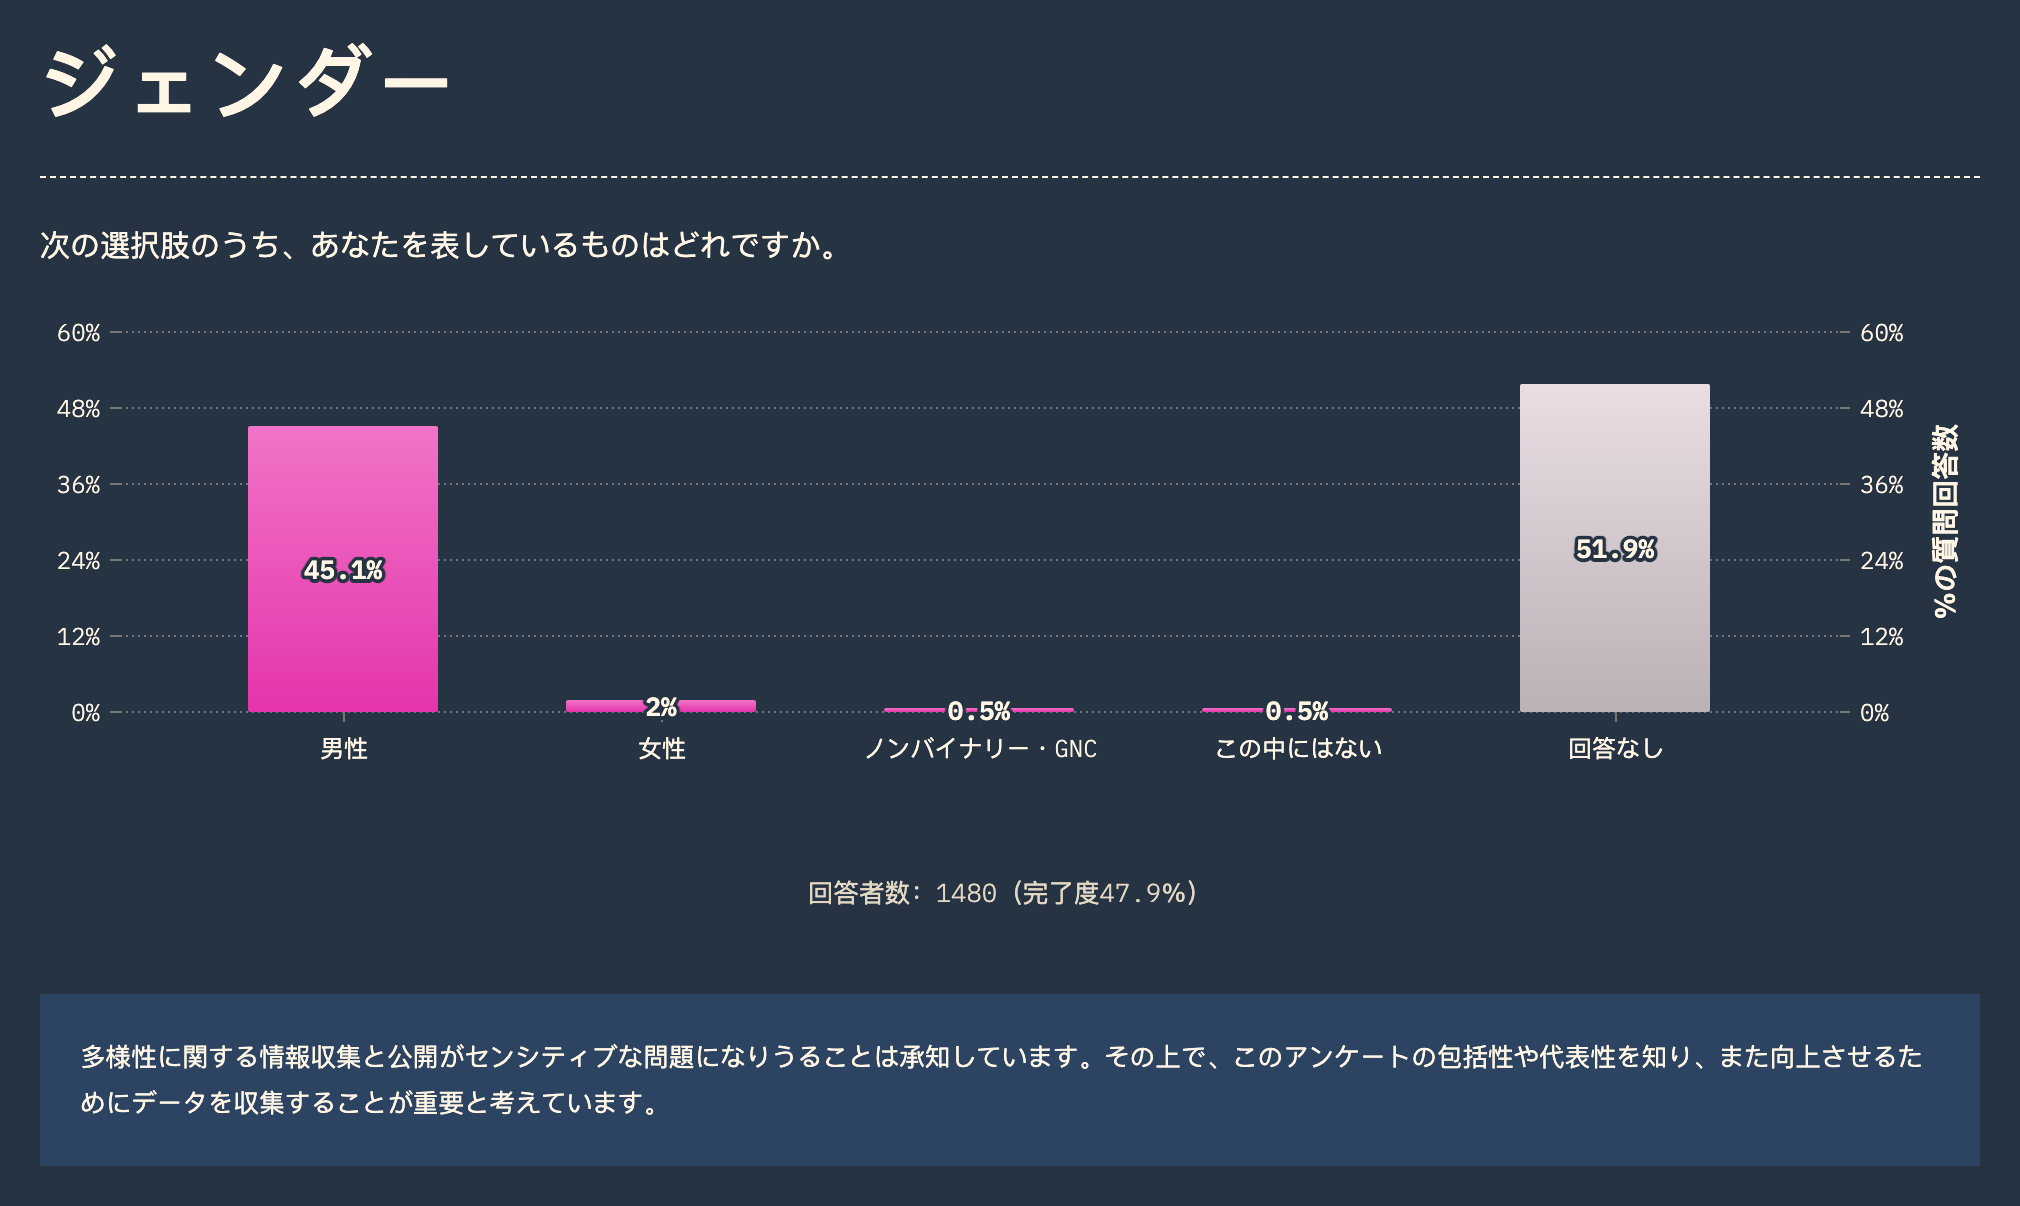 ジェンダー
次の選択肢のうち、あなたを表しているものはどれですか。
60%
48%
36%
24%
12%
0%
45.1%
2%
0.5%
0.5%
51.9%
60%
48%
36%
24%
12%
0%
%の質問回答数
男性
女性
ノンバイナリー・GNC
この中にはない
回答なし
回答者数: 1480 (完了度47.9%)
多様性に関する情報収集と公開がセンシティブな問題になりうることは承知しています。その上で、このアンケートの包括性や代表性を知り、また向上させるた
めにデータを収集することが重要と考えています。